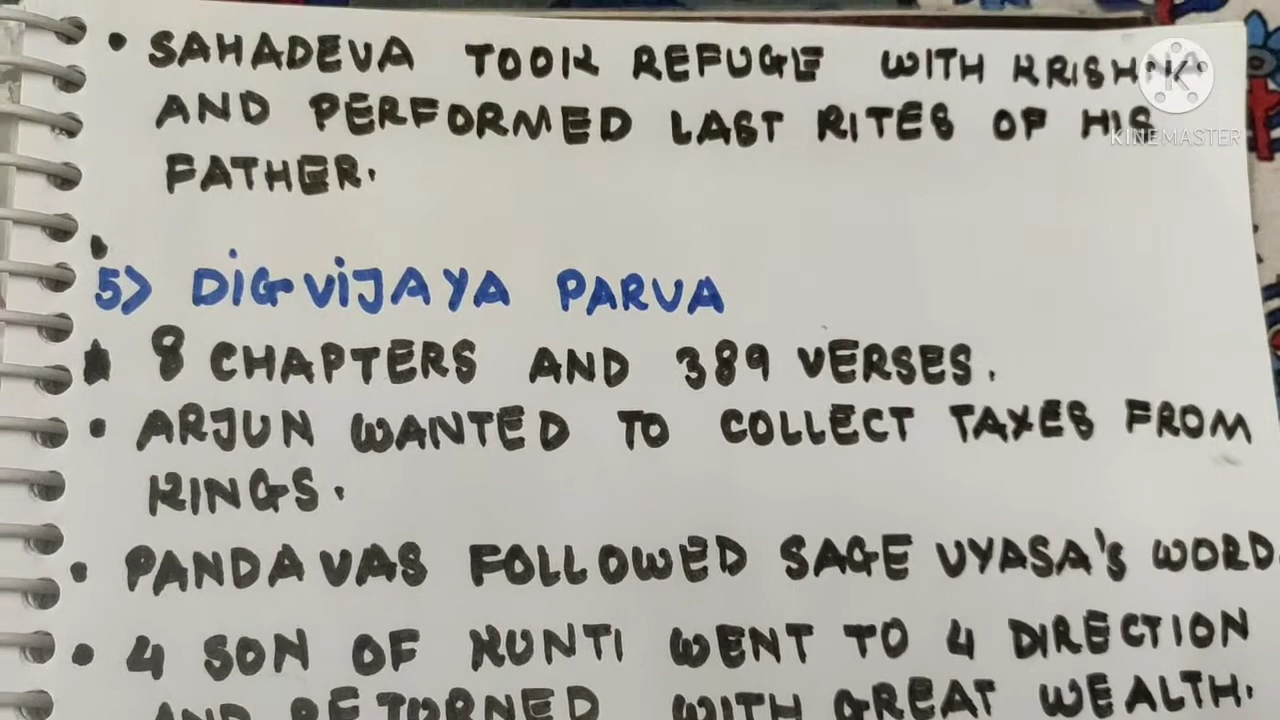 • SAHADEVA TOOK REFUGE WITH KRISHNA
AND PERFORMED LAST RITES OF HIS
FATHER.
KINEMASTER
5> DIGVIJAYA PARVA
• 8 CHAPTERS AND 389 VERSES.
• ARJUN WANTED TO COLLECT TAXES FROM
KINGS.
• PANDAVAS FOLLOWED SAGE VYASA'S WORD
• 4 SON OF KUNTI WENT TO 4 DIRECTION
AND RETURNED WITH GREAT WEALTH.